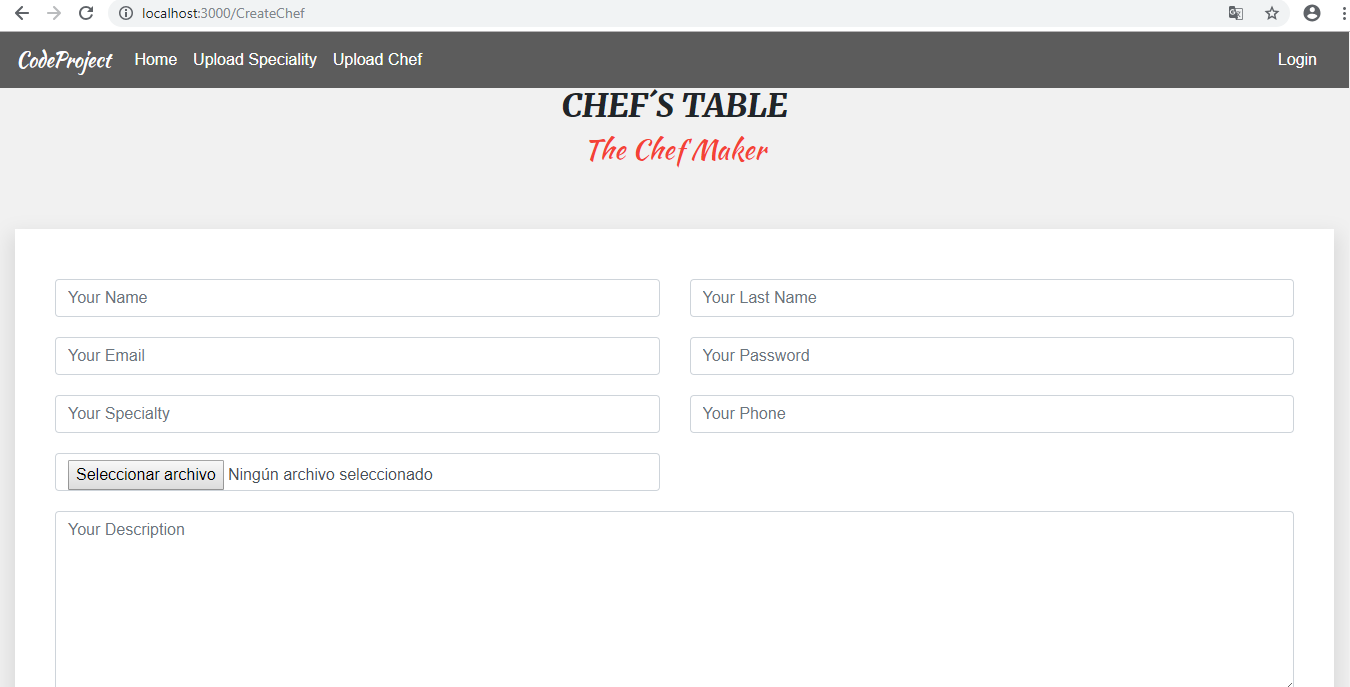 localhost:3000/CreateChef
CodeProject Home Upload Speciality Upload Chef Login
CHEF´S TABLE
The Chef Maker
Your Name Your Last Name
Your Email Your Password
Your Specialty Your Phone
Seleccionar archivo Ningún archivo seleccionado
Your Description